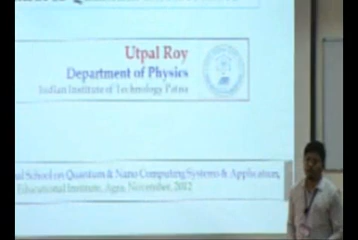 Utpal Roy
Department of Physics
Indian Institute of Technology Patna
School on Quantum & Nano Computing Systems & Application,
Educational Institute, Agra, November, 2012